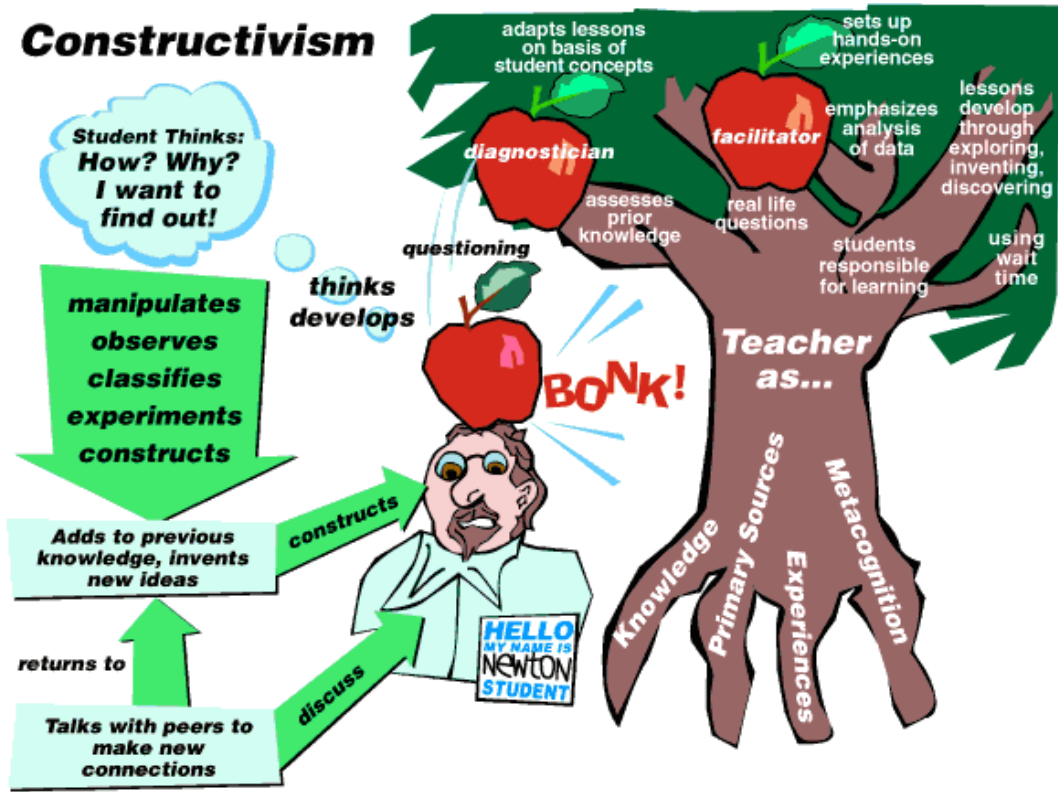 Constructivism
Student Thinks:
How? Why?
I want to
find out!
manipulates
observes
classifies
experiments
constructs
Adds to previous
knowledge, invents
new ideas
returns to
Talks with peers to
make new
connections
constructs
discuss
thinks
develops
questioning
BONK!
HELLO
MY NAME IS
NEWTON
STUDENT
adapts lessons
on basis of
student concepts
diagnostician
assesses
prior
knowledge
sets up
hands-on
experiences
facilitator
real life
questions
emphasizes
analysis
of data
lessons
develop
through
exploring,
inventing,
discovering
students
responsible
for learning
using
wait
time
Teacher
as...
Knowledge
Primary Sources
Experiences
Metacognition